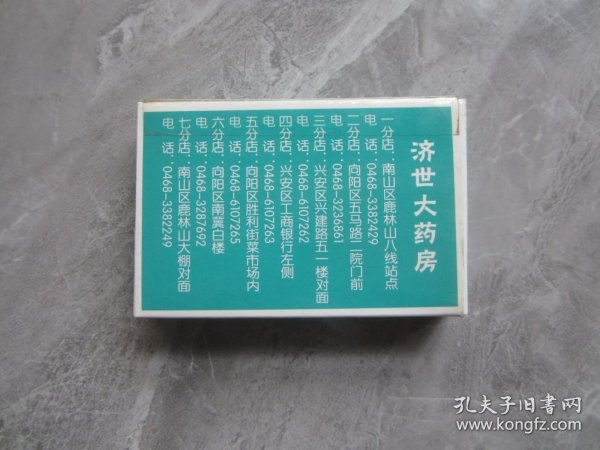 济世大药房
一分店：南山区鹿林山八线站点
电 话：0468-3382429
二分店：向阳区五马路二院门前
电 话：0468-3236861
三分店：兴安区兴建路五一楼对面
电 话：0468-6107262
四分店：兴安区工商银行左侧
电 话：0468-6107263
五分店：向阳区胜利街菜市场内
电 话：0468-6107265
六分店：向阳区南冀白楼
电 话：0468-3287692
七分店：南山区鹿林山大棚对面
电 话：0468-3382249
孔夫子旧书网
www.kongfz.com